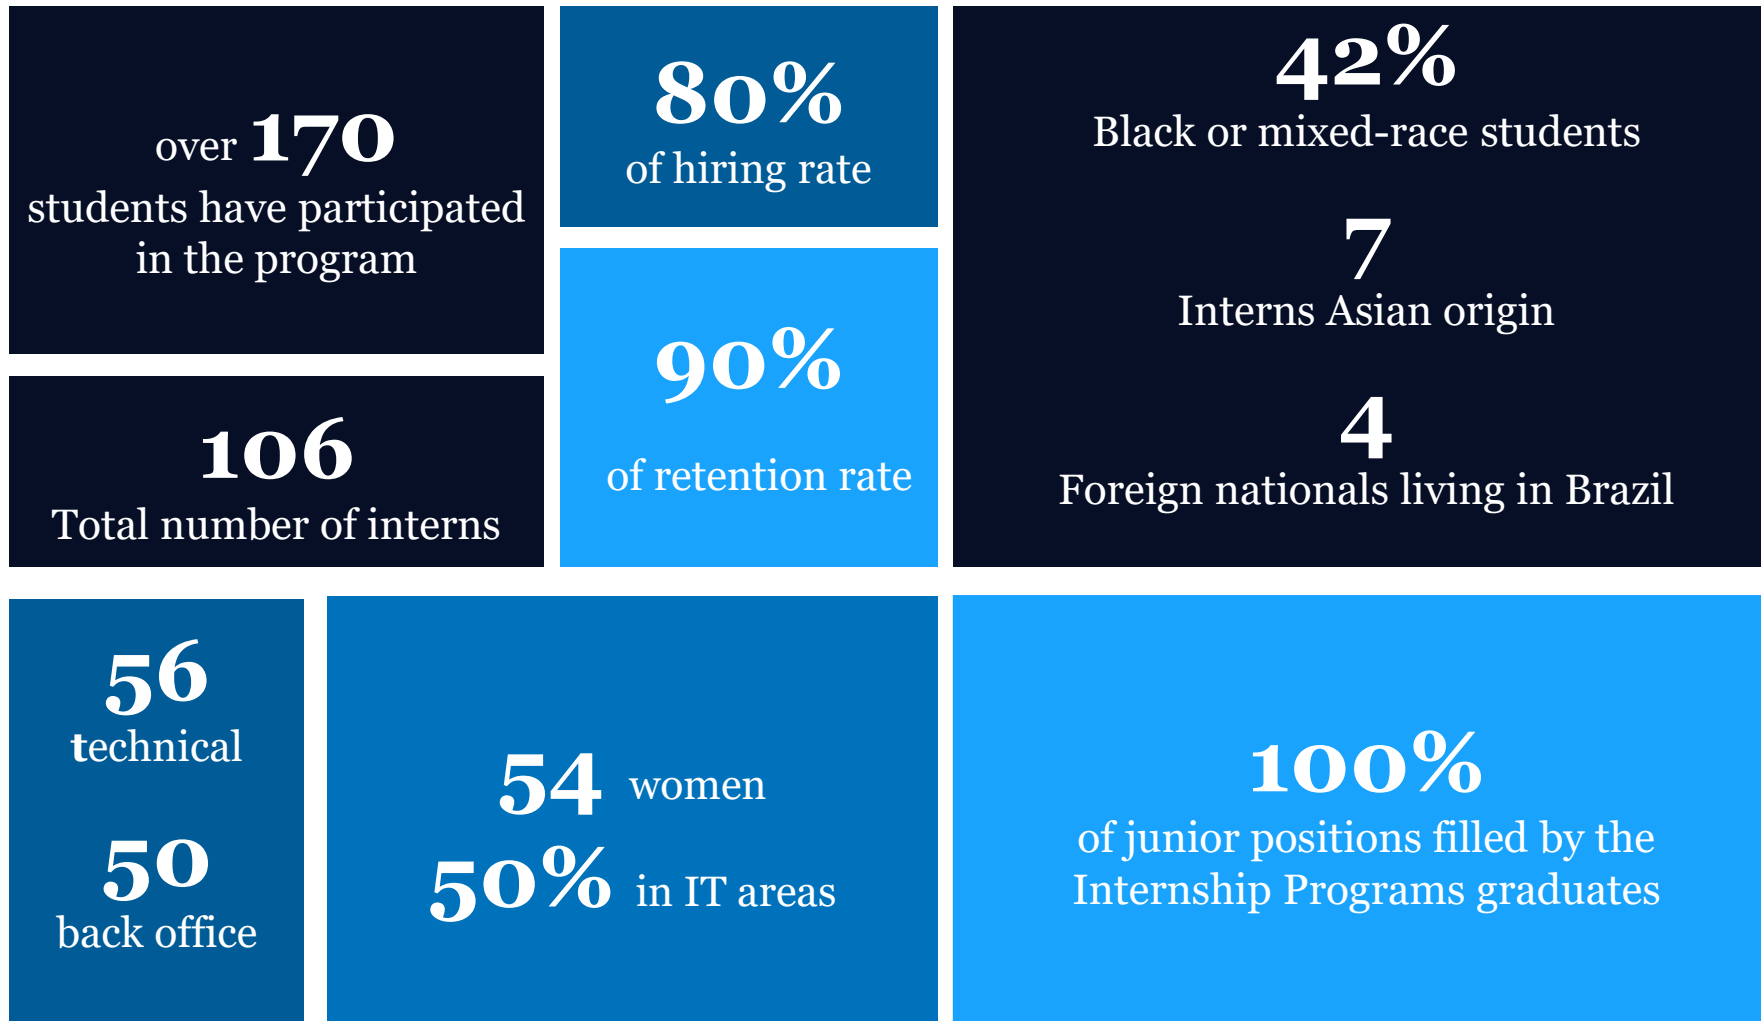 over 170
students have participated
in the program
106
Total number of interns
80%
of hiring rate
90%
of retention rate
42%
Black or mixed-race students
7
Interns Asian origin
4
Foreign nationals living in Brazil
56
technical
50
back office
54 women
50% in IT areas
100%
of junior positions filled by the
Internship Programs graduates